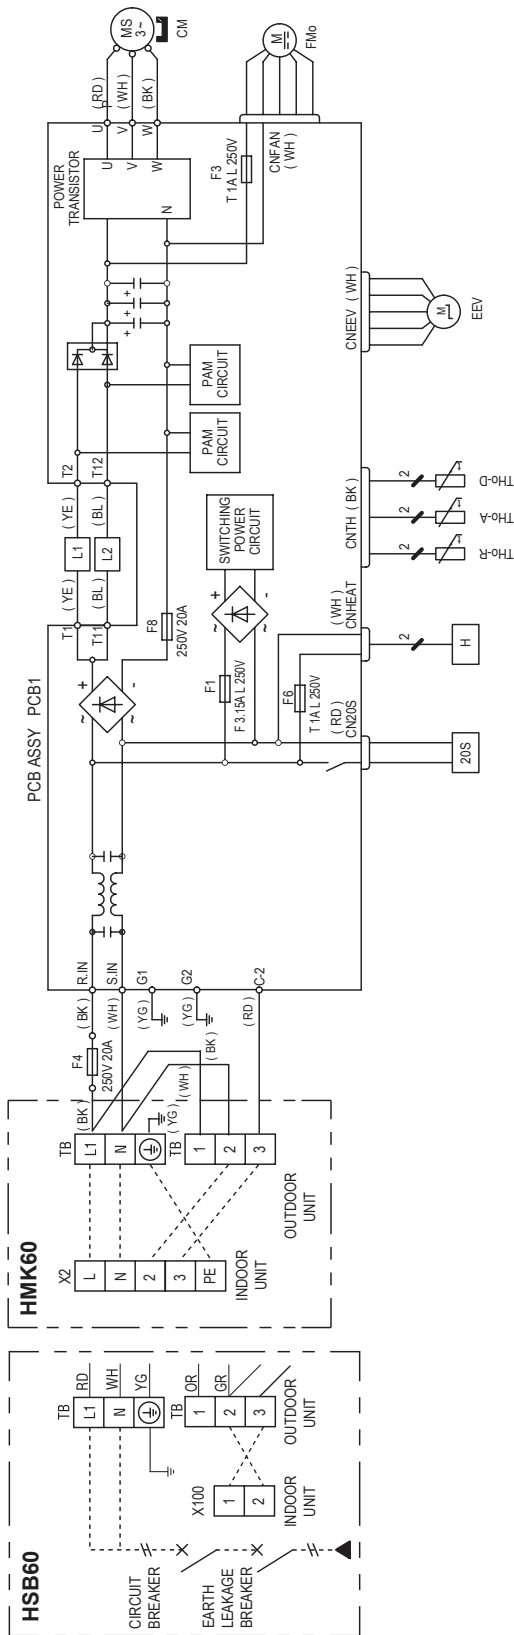 HSB60
CIRCUIT
BREAKER
EARTH
LEAKAGE
BREAKER
TB
L1
N
RD
WH
YG
TB
1
2
3
OR
GR
OUTDOOR
UNIT
X100
1
2
INDOOR
UNIT
HMK60
X2
L
N
2
3
PE
INDOOR
UNIT
TB
L1
N
TB
1
2
3
OUTDOOR
UNIT
( BK )
F4
250V 20A
( BK )
( WH )
( YG )
( WH )
( BK )
( YG )
( YG )
( RD )
R.IN
S.IN
G1
G2
C-2
PCB ASSY PCB1
~
+
~
-
T1
T11
( YE )
( BL )
L1
L2
( YE )
( BL )
T2
T12
F8
250V 20A
F1
F 3.15A L 250V
~
+
~
-
SWITCHING
POWER
CIRCUIT
F6
T 1A L 250V
( RD )
CN20S
20S
( WH )
CNHEAT
2
H
PAM
CIRCUIT
PAM
CIRCUIT
+
+
+
POWER
TRANSISTOR
U
V
W
N
U
V
W
( RD )
P
( WH )
( BK )
MS
3 ~
CM
F3
T 1A L 250V
CNFAN
( WH )
M
FMo
CNTH ( BK )
2
2
2
t
t
t
THo-R
THo-A
THo-D
CNEEV ( WH )
M
EEV